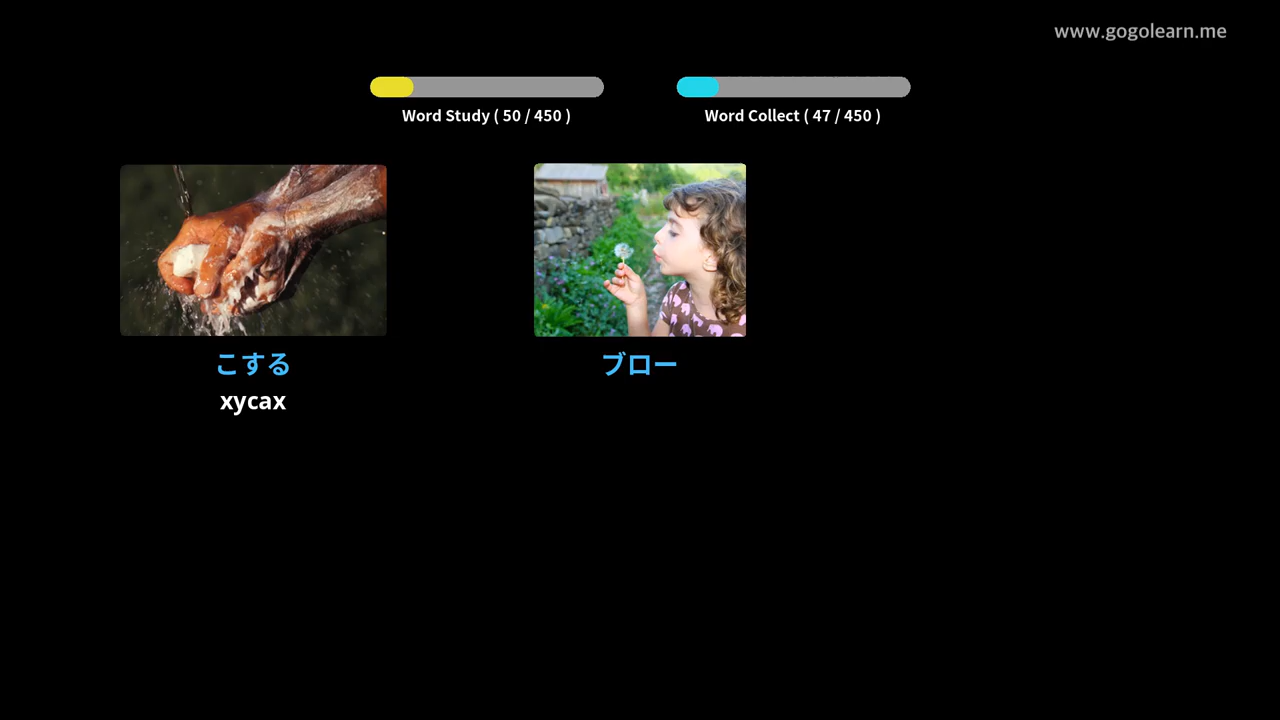 www.gogolearn.me
Word Study ( 50 / 450 )
Word Collect ( 47 / 450 )
こする
xycax
ブロー